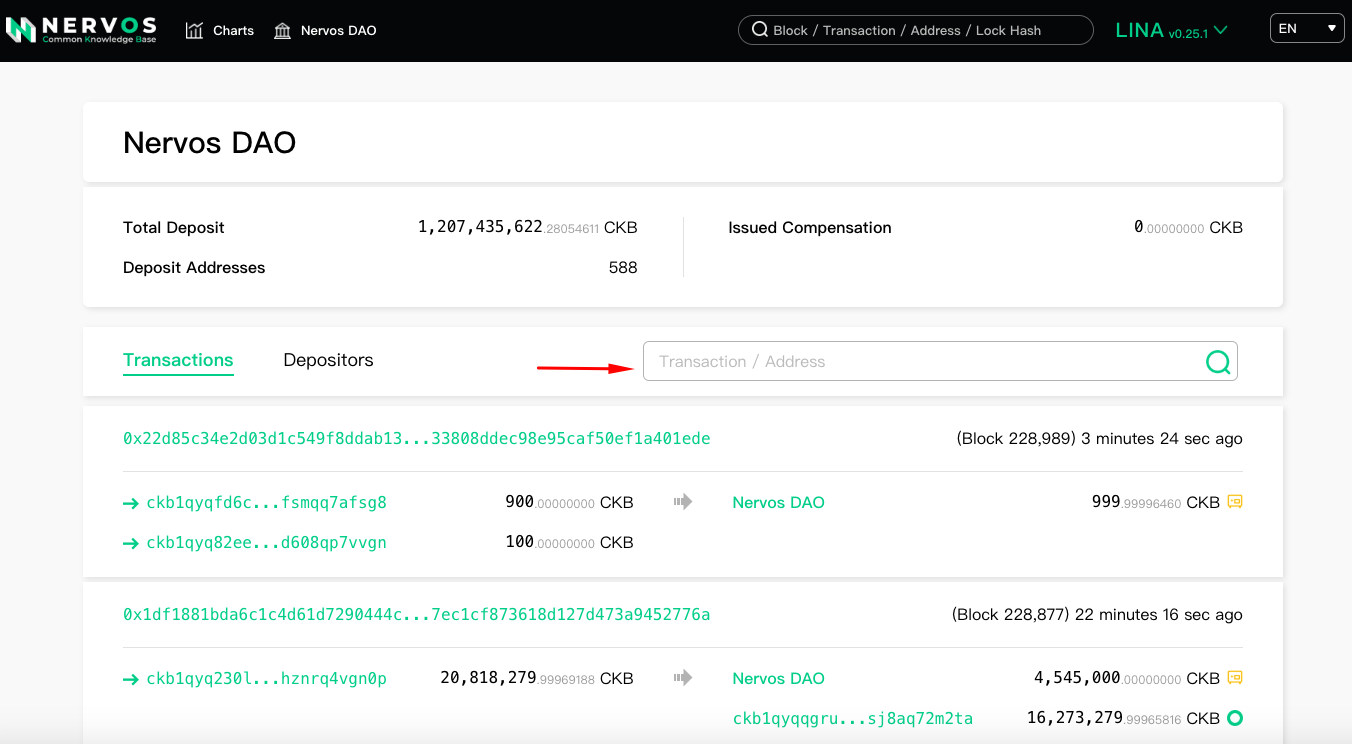 NERVOS
Common Knowledge Base
Charts
Nervos DAO
Block / Transaction / Address / Lock Hash
LINA v0.25.1
EN
Nervos DAO
Total Deposit 1,207,435,622.28054611 CKB
Issued Compensation 0.00000000 CKB
Deposit Addresses 588
Transactions Depositors Transaction / Address
0x22d85c34e2d03d1c549f8ddab13...33808ddec98e95caf50ef1a401ede (Block 228,989) 3 minutes 24 sec ago
ckb1qyqfd6c...fsmqq7afsg8 900.00000000 CKB Nervos DAO 999.99996460 CKB
ckb1qyq82ee...d608qp7vvgn 100.00000000 CKB
0x1df1881bda6c1c4d61d7290444c...7ec1cf873618d127d473a9452776a (Block 228,877) 22 minutes 16 sec ago
ckb1qyq230l...hznrq4vgn0p 20,818,279.99969188 CKB Nervos DAO 4,545,000.00000000 CKB
ckb1qyqqgru...sj8aq72m2ta 16,273,279.99965816 CKB